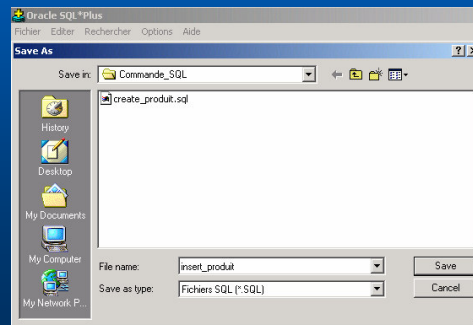 Oracle SQL*Plus
Fichier Editer Rechercher Options Aide
Save As
Save in: Commande_SQL
create_produit.sql
History
Desktop
My Documents
My Computer
My Network P...
File name: insert_produit Save
Save as type: Fichiers SQL (*.SQL) Cancel